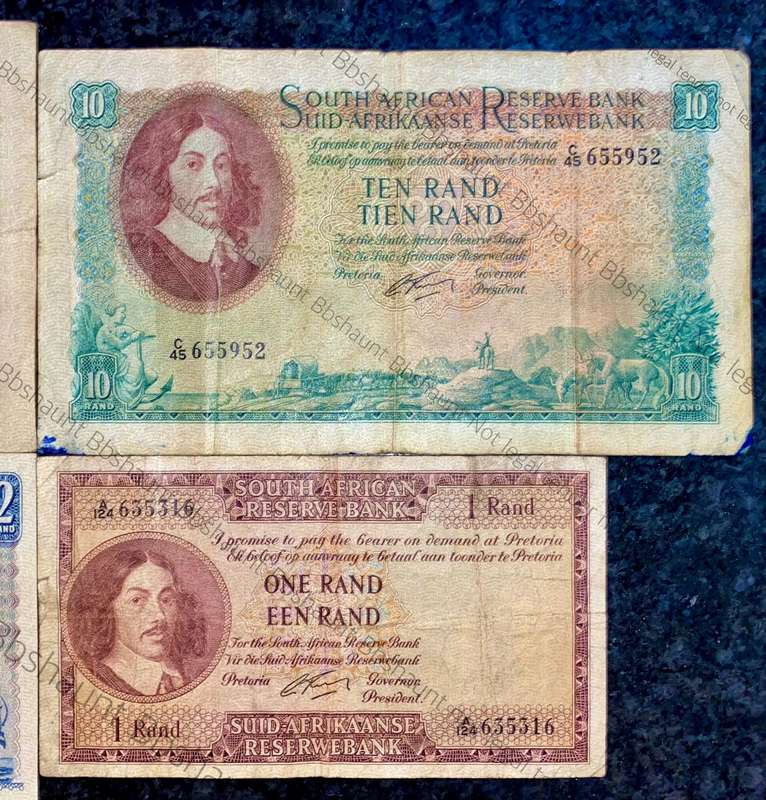 10
SOUTH AFRICAN RESERVE BANK
SUID-AFRIKAANSE RESERWEBANK
10
I promise to pay the bearer on demand at Pretoria
Ek beloof op aanvraag te betaal aan toonder te Pretoria
C/45 655952
TEN RAND
TIEN RAND
For the South African Reserve Bank
Vir die Suid-Afrikaanse Reserwebank
Pretoria Governor.
President.
C/45 655952
10
RAND
10
RAND
2
A/124 635316
SOUTH AFRICAN
RESERVE BANK
1 Rand
I promise to pay the bearer on demand at Pretoria
Ek beloof op aanvraag te betaal aan toonder te Pretoria
ONE RAND
EEN RAND
For the South African Reserve Bank
Vir die Suid-Afrikaanse Reserwebank
Pretoria Governor.
President.
1 Rand
SUID-AFRIKAANSE
RESERWEBANK
A/124 635316
Bbshaunt Not legal tender